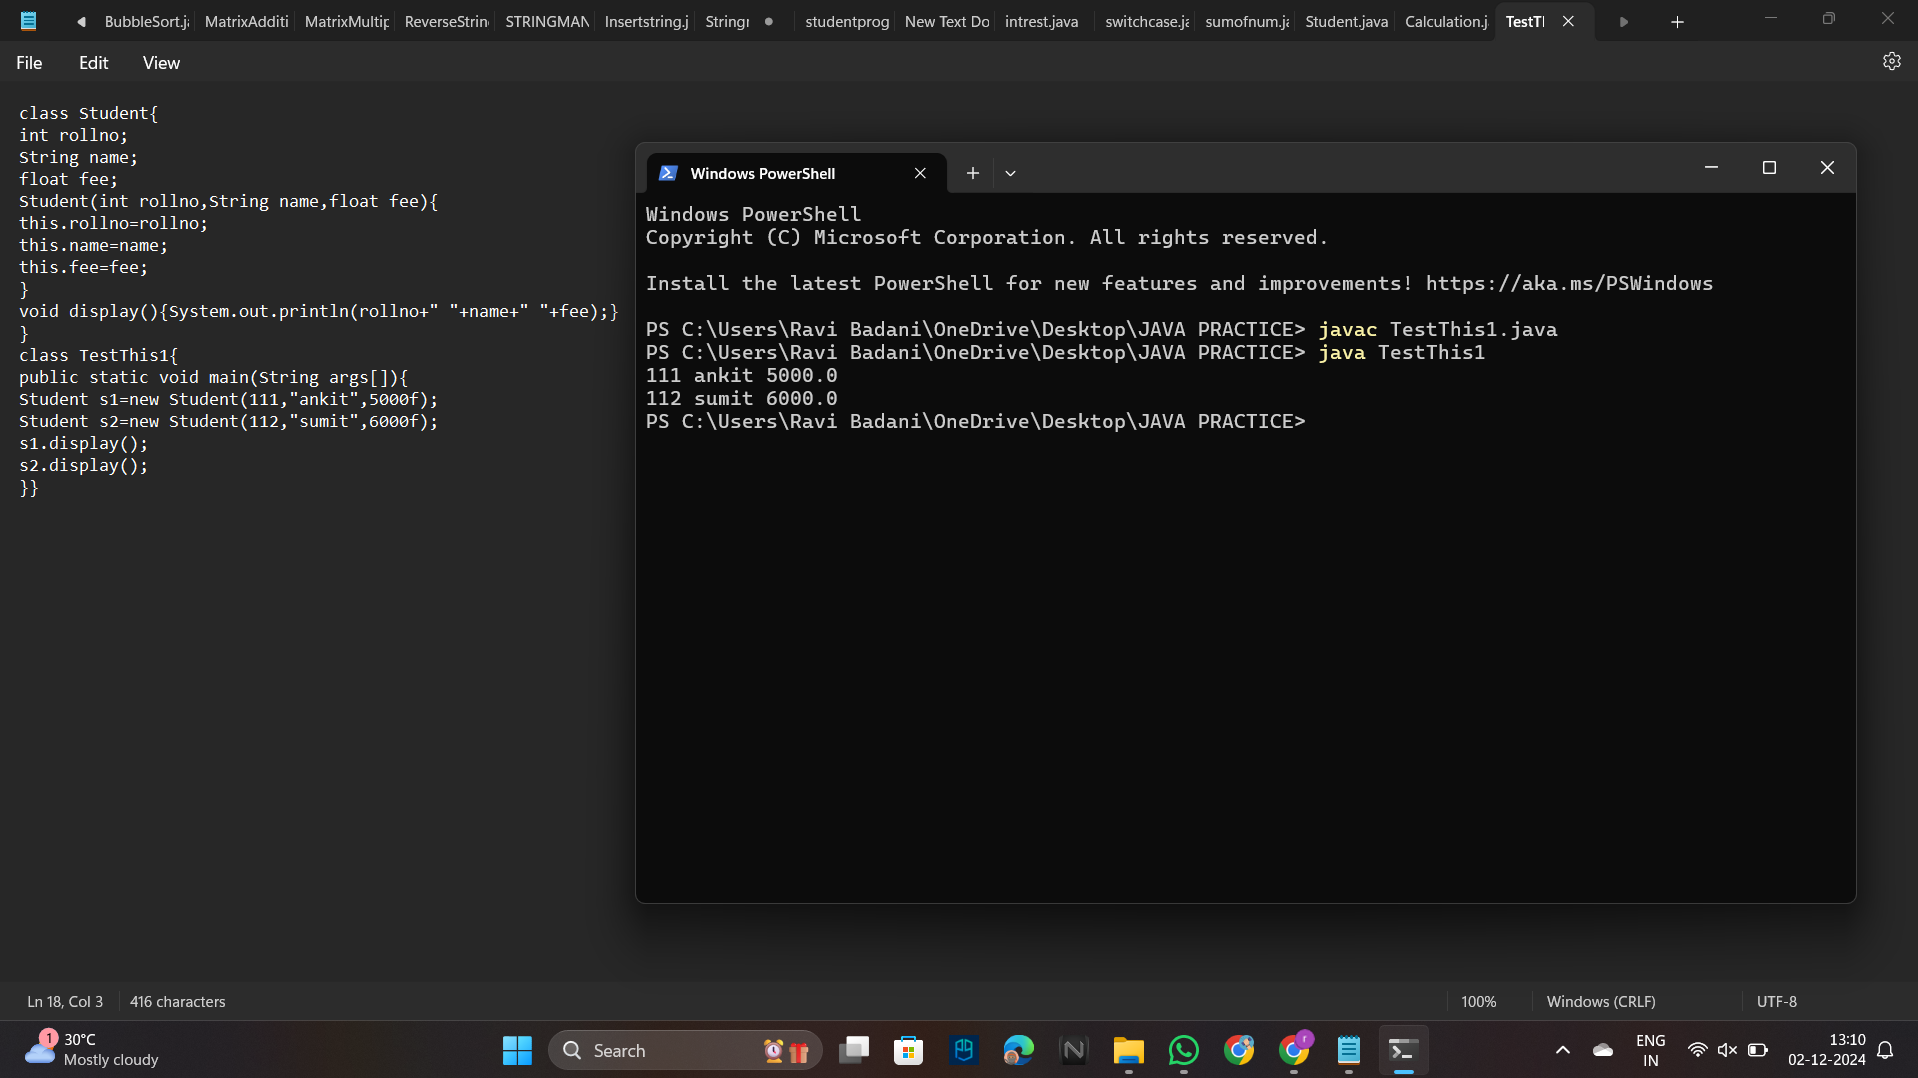 BubbleSort.j
MatrixAdditi
MatrixMultip
ReverseStrin
STRINGMAN
Insertstring.j
Stringr
studentprog
New Text Do
intrest.java
switchcase.ja
sumofnum.ja
Student.java
Calculation.j
TestTl
File
Edit
View
class Student{
int rollno;
String name;
float fee;
Student(int rollno,String name,float fee){
this.rollno=rollno;
this.name=name;
this.fee=fee;
}
void display(){System.out.println(rollno+" "+name+" "+fee);}
}
class TestThis1{
public static void main(String args[]){
Student s1=new Student(111,"ankit",5000f);
Student s2=new Student(112,"sumit",6000f);
s1.display();
s2.display();
}}
Windows PowerShell
Windows PowerShell
Copyright (C) Microsoft Corporation. All rights reserved.
Install the latest PowerShell for new features and improvements! https://aka.ms/PSWindows
PS C:\Users\Ravi Badani\OneDrive\Desktop\JAVA PRACTICE> javac TestThis1.java
PS C:\Users\Ravi Badani\OneDrive\Desktop\JAVA PRACTICE> java TestThis1
111 ankit 5000.0
112 sumit 6000.0
PS C:\Users\Ravi Badani\OneDrive\Desktop\JAVA PRACTICE>
Ln 18, Col 3
416 characters
100%
Windows (CRLF)
UTF-8
1
30°C
Mostly cloudy
Search
r
ENG
IN
13:10
02-12-2024